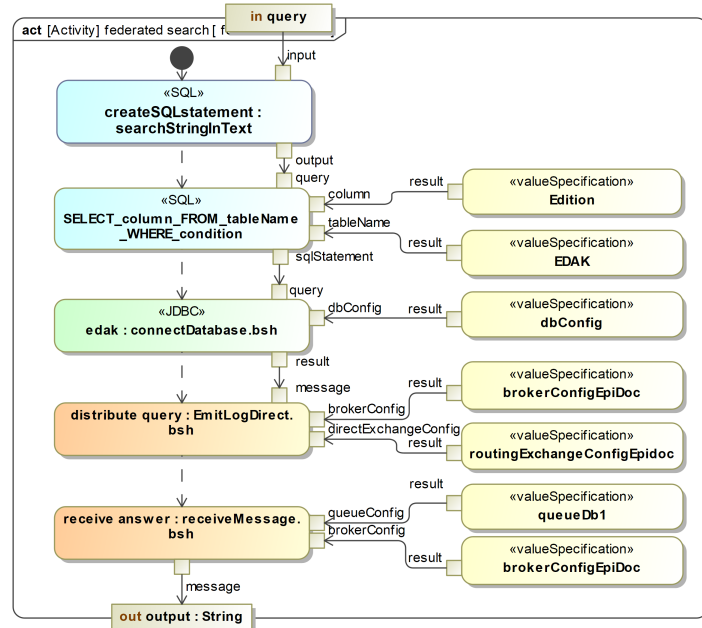 in query
act [Activity] federated search [ f
input
«SQL»
createSQLstatement :
searchStringInText
output
query
«SQL»
SELECT_column_FROM_tableName
_WHERE_condition
column
result
«valueSpecification»
Edition
tableName
result
«valueSpecification»
EDAK
sqlStatement
query
«JDBC»
edak : connectDatabase.bsh
dbConfig
result
«valueSpecification»
dbConfig
result
message
distribute query : EmitLogDirect.
bsh
brokerConfig
result
«valueSpecification»
brokerConfigEpiDoc
directExchangeConfig
result
«valueSpecification»
routingExchangeConfigEpidoc
receive answer : receiveMessage.
bsh
queueConfig
result
«valueSpecification»
queueDb1
brokerConfig
result
«valueSpecification»
brokerConfigEpiDoc
message
out output : String